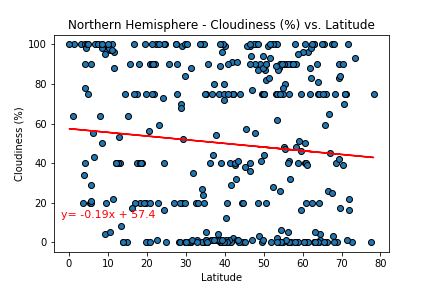 Northern Hemisphere - Cloudiness (%) vs. Latitude
100
80
60
40
20
0
Cloudiness (%)
y= -0.19x + 57.4
0 10 20 30 40 50 60 70 80
Latitude